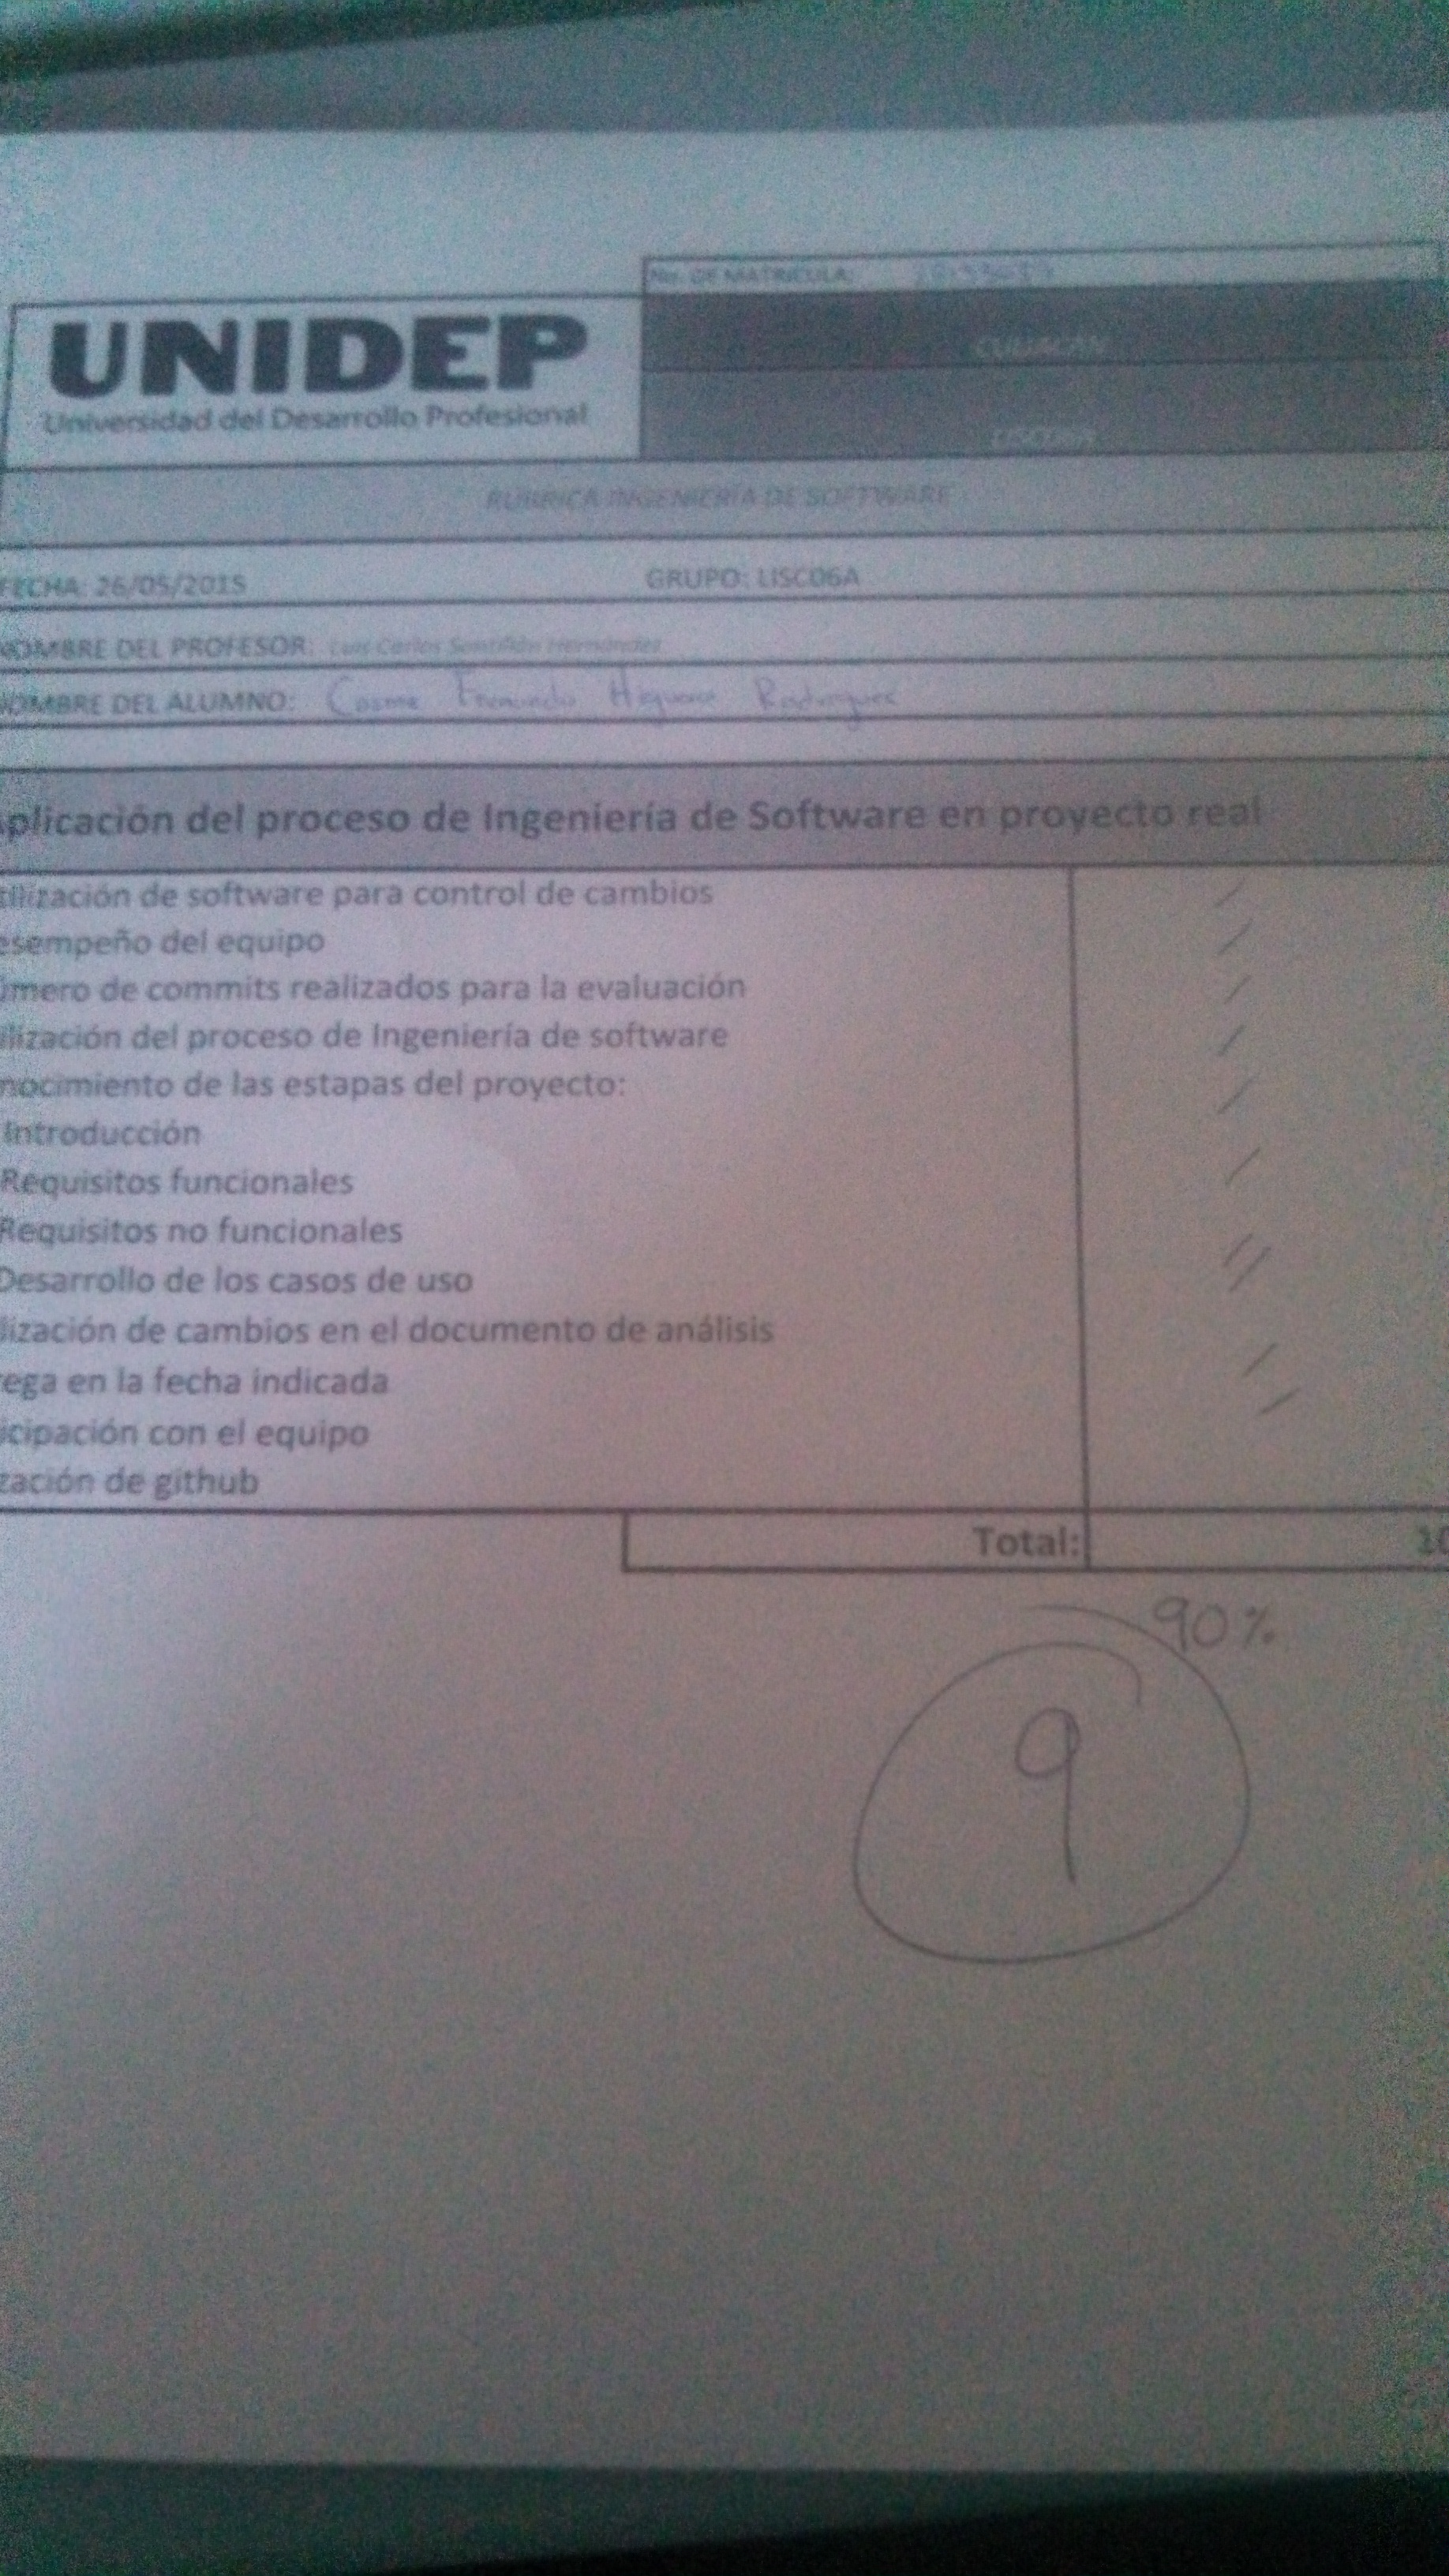 No. DE MATRICULA:
UNIDEP
Universidad del Desarrollo Profesional
CULIACAN
RUBRICA INGENIERÍA DE SOFTWARE
FECHA: 26/05/2015 GRUPO: LISC06A
NOMBRE DEL PROFESOR: Luis Carlos Santillán Hernández
NOMBRE DEL ALUMNO: Cosme Fernando Higuera Rodriguez
plicación del proceso de Ingeniería de Software en proyecto real
tilización de software para control de cambios
esempeño del equipo
úmero de commits realizados para la evaluación
ilización del proceso de Ingeniería de software
nocimiento de las estapas del proyecto:
Introducción
Requisitos funcionales
Requisitos no funcionales
Desarrollo de los casos de uso
lización de cambios en el documento de análisis
rega en la fecha indicada
icipación con el equipo
zación de github
Total: 10
90%
9